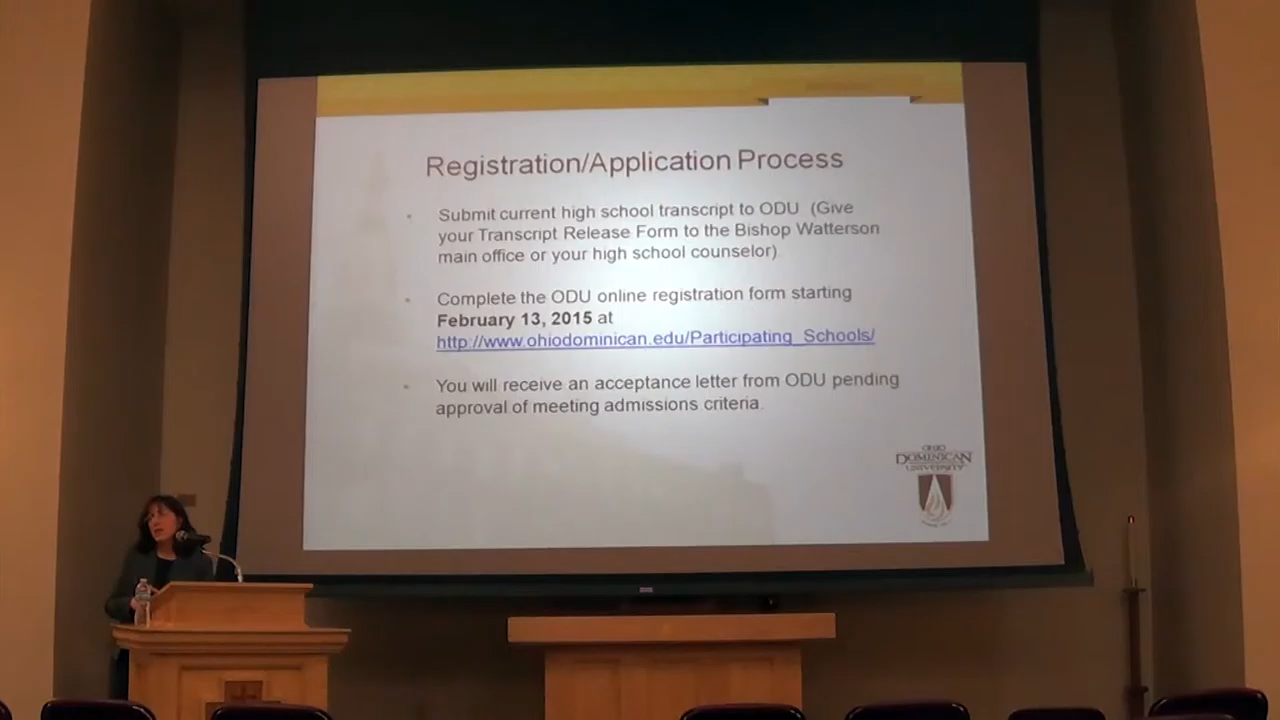 Registration/Application Process
Submit current high school transcript to ODU (Give
your Transcript Release Form to the Bishop Watterson
main office or your high school counselor)
Complete the ODU online registration form starting
February 13, 2015 at
http://www.ohiodominican.edu/Participating_Schools/
You will receive an acceptance letter from ODU pending
approval of meeting admissions criteria.
OHIO
DOMINICAN
UNIVERSITY